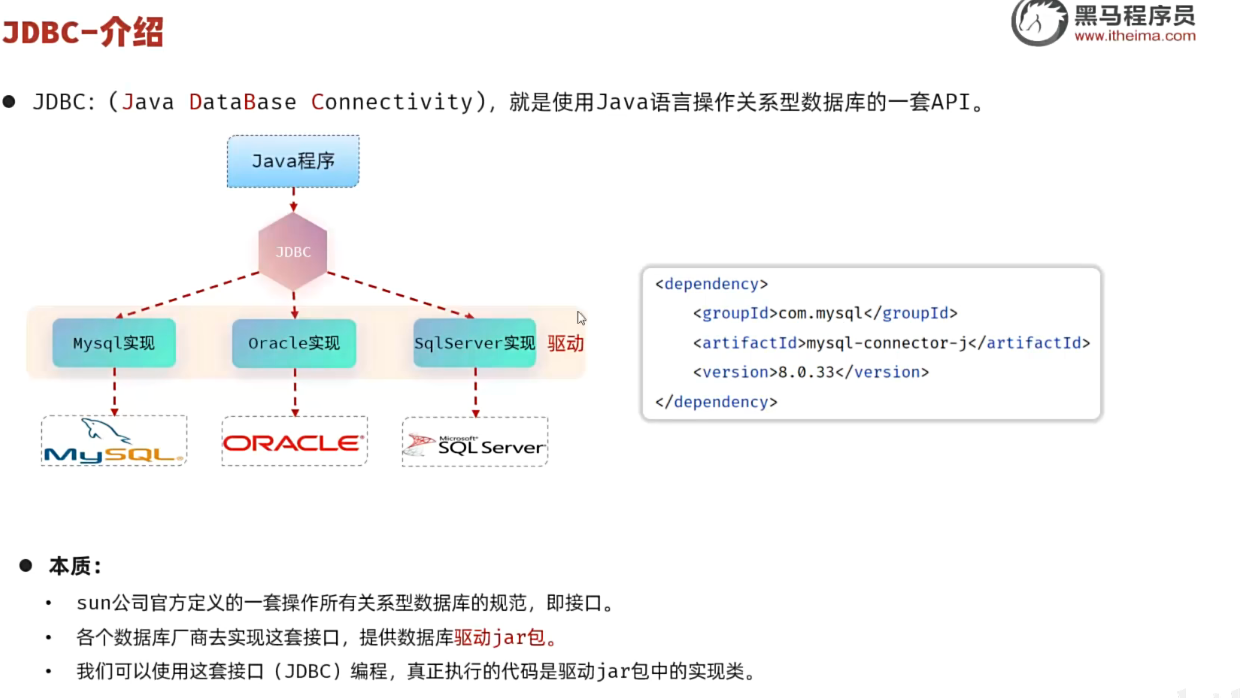 JDBC-介绍
黑马程序员
www.itheima.com
● JDBC：（Java DataBase Connectivity），就是使用Java语言操作关系型数据库的一套API。
Java程序
JDBC
Mysql实现
Oracle实现
SqlServer实现
驱动
MySQL®
ORACLE®
Microsoft®
SQL Server
<dependency>
<groupId>com.mysql</groupId>
<artifactId>mysql-connector-j</artifactId>
<version>8.0.33</version>
</dependency>
● 本质：
• sun公司官方定义的一套操作所有关系型数据库的规范，即接口。
• 各个数据库厂商去实现这套接口，提供数据库驱动jar包。
• 我们可以使用这套接口（JDBC）编程，真正执行的代码是驱动jar包中的实现类。